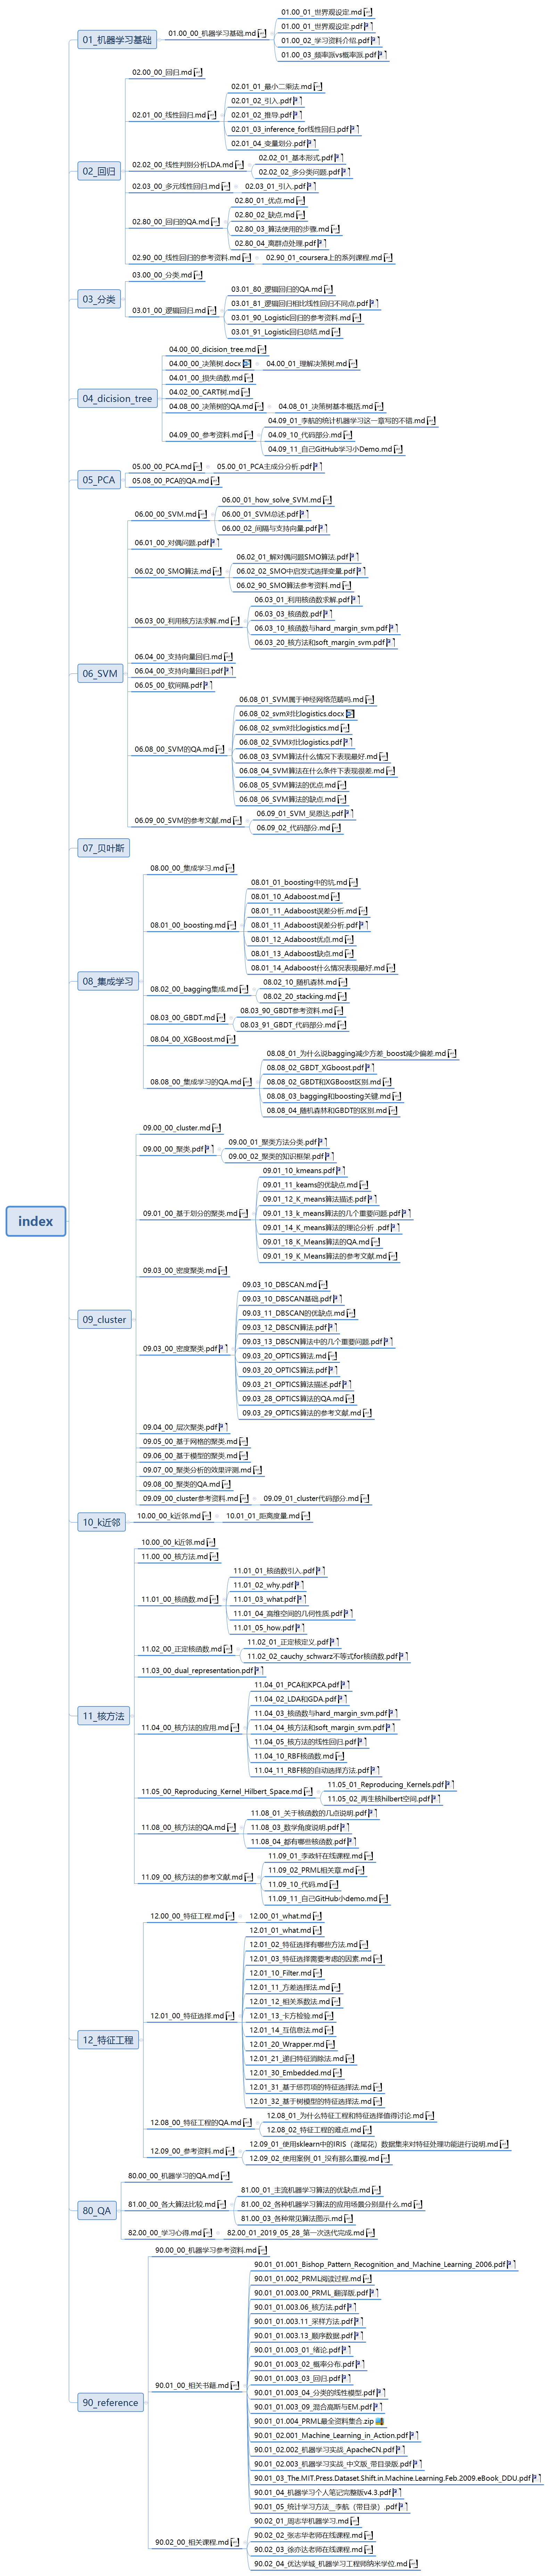 index
01_机器学习基础
01.00_00_机器学习基础.md
01.00_01_世界观设定.md
01.00_01_世界观设定.pdf
01.00_02_学习资料介绍.pdf
01.00_03_频率派vs概率派.pdf
02_回归
02.00_00_回归.md
02.01_00_线性回归.md
02.01_01_最小二乘法.md
02.01_02_引入.pdf
02.01_02_推导.pdf
02.01_03_inference_for线性回归.pdf
02.01_04_变量划分.pdf
02.02_00_线性判别分析LDA.md
02.02_01_基本形式.pdf
02.02_02_多分类问题.pdf
02.03_00_多元线性回归.md
02.03_01_引入.pdf
02.80_00_回归的QA.md
02.80_01_优点.md
02.80_02_缺点.md
02.80_03_算法使用的步骤.md
02.80_04_离群点处理.pdf
02.90_00_线性回归的参考资料.md
02.90_01_coursera上的系列课程.md
03_分类
03.00_00_分类.md
03.01_00_逻辑回归.md
03.01_80_逻辑回归的QA.md
03.01_81_逻辑回归相比线性回归不同点.pdf
03.01_90_Logistic回归的参考资料.md
03.01_91_Logistic回归总结.md
04_dicision_tree
04.00_00_dicision_tree.md
04.00_00_决策树.docx
04.00_01_理解决策树.md
04.01_00_损失函数.md
04.02_00_CART树.md
04.08_00_决策树的QA.md
04.08_01_决策树基本概括.md
04.09_00_参考资料.md
04.09_01_李航的统计机器学习这一章写的不错.md
04.09_10_代码部分.md
04.09_11_自己GitHub学习小Demo.md
05_PCA
05.00_00_PCA.md
05.00_01_PCA主成分分析.pdf
05.08_00_PCA的QA.md
06_SVM
06.00_00_SVM.md
06.00_01_how_solve_SVM.md
06.00_01_SVM总述.pdf
06.00_02_间隔与支持向量.pdf
06.01_00_对偶问题.pdf
06.02_00_SMO算法.md
06.02_01_解对偶问题SMO算法.pdf
06.02_02_SMO中启发式选择变量.pdf
06.02_90_SMO算法参考资料.md
06.03_00_利用核方法求解.md
06.03_01_利用核函数求解.pdf
06.03_03_核函数.pdf
06.03_10_核函数与hard_margin_svm.pdf
06.03_20_核方法和soft_margin_svm.pdf
06.04_00_支持向量回归.md
06.04_00_支持向量回归.pdf
06.05_00_软间隔.pdf
06.08_00_SVM的QA.md
06.08_01_SVM属于神经网络范畴吗.md
06.08_02_svm对比logistics.docx
06.08_02_svm对比logistics.md
06.08_02_SVM对比logistics.pdf
06.08_03_SVM算法什么情况下表现最好.md
06.08_04_SVM算法在什么条件下表现很差.md
06.08_05_SVM算法的优点.md
06.08_06_SVM算法的缺点.md
06.09_00_SVM的参考文献.md
06.09_01_SVM_吴恩达.pdf
06.09_02_代码部分.md
07_贝叶斯
08_集成学习
08.00_00_集成学习.md
08.01_00_boosting.md
08.01_01_boosting中的坑.md
08.01_10_Adaboost.md
08.01_11_Adaboost误差分析.md
08.01_11_Adaboost误差分析.pdf
08.01_12_Adaboost优点.md
08.01_13_Adaboost缺点.md
08.01_14_Adaboost什么情况表现最好.md
08.02_00_bagging集成.md
08.02_10_随机森林.md
08.02_20_stacking.md
08.03_00_GBDT.md
08.03_90_GBDT参考资料.md
08.03_91_GBDT_代码部分.md
08.04_00_XGBoost.md
08.08_00_集成学习的QA.md
08.08_01_为什么说bagging减少方差_boost减少偏差.md
08.08_02_GBDT_XGboost.pdf
08.08_02_GBDT和XGBoost区别.md
08.08_03_bagging和boosting关键.md
08.08_04_随机森林和GBDT的区别.md
09_cluster
09.00_00_cluster.md
09.00_00_聚类.pdf
09.00_01_聚类方法分类.pdf
09.00_02_聚类的知识框架.pdf
09.01_00_基于划分的聚类.md
09.01_10_kmeans.pdf
09.01_11_keams的优缺点.md
09.01_12_K_means算法描述.pdf
09.01_13_k_means算法的几个重要问题.pdf
09.01_14_K_means算法的理论分析 .pdf
09.01_18_K_Means算法的QA.md
09.01_19_K_Means算法的参考文献.md
09.03_00_密度聚类.md
09.03_00_密度聚类.pdf
09.03_10_DBSCAN.md
09.03_10_DBSCAN基础.pdf
09.03_11_DBSCAN的优缺点.md
09.03_12_DBSCN算法.pdf
09.03_13_DBSCN算法中的几个重要问题.pdf
09.03_20_OPTICS算法.md
09.03_20_OPTICS算法.pdf
09.03_21_OPTICS算法描述.pdf
09.03_28_OPTICS算法的QA.md
09.03_29_OPTICS算法的参考文献.md
09.04_00_层次聚类.pdf
09.05_00_基于网格的聚类.md
09.06_00_基于模型的聚类.md
09.07_00_聚类分析的效果评测.md
09.08_00_聚类的QA.md
09.09_00_cluster参考资料.md
09.09_01_cluster代码部分.md
10_k近邻
10.00_00_k近邻.md
10.01_01_距离度量.md
11_核方法
10.00_00_k近邻.md
11.00_00_核方法.md
11.01_00_核函数.md
11.01_01_核函数引入.pdf
11.01_02_why.pdf
11.01_03_what.pdf
11.01_04_高维空间的几何性质.pdf
11.01_05_how.pdf
11.02_00_正定核函数.md
11.02_01_正定核定义.pdf
11.02_02_cauchy_schwarz不等式for核函数.pdf
11.03_00_dual_representation.pdf
11.04_00_核方法的应用.md
11.04_01_PCA和KPCA.pdf
11.04_02_LDA和GDA.pdf
11.04_03_核函数与hard_margin_svm.pdf
11.04_04_核方法和soft_margin_svm.pdf
11.04_05_核方法的线性回归.pdf
11.04_10_RBF核函数.md
11.04_11_RBF核的自动选择方法.pdf
11.05_00_Reproducing_Kernel_Hilbert_Space.md
11.05_01_Reproducing_Kernels.pdf
11.05_02_再生核hilbert空间.pdf
11.08_00_核方法的QA.md
11.08_01_关于核函数的几点说明.pdf
11.08_03_数学角度说明.pdf
11.08_04_都有哪些核函数.pdf
11.09_00_核方法的参考文献.md
11.09_01_李政轩在线课程.md
11.09_02_PRML相关章.md
11.09_10_代码.md
11.09_11_自己GitHub小demo.md
12_特征工程
12.00_00_特征工程.md
12.00_01_what.md
12.01_00_特征选择.md
12.01_01_what.md
12.01_02_特征选择有哪些方法.md
12.01_03_特征选择需要考虑的因素.md
12.01_10_Filter.md
12.01_11_方差选择法.md
12.01_12_相关系数法.md
12.01_13_卡方检验.md
12.01_14_互信息法.md
12.01_20_Wrapper.md
12.01_21_递归特征消除法.md
12.01_30_Embedded.md
12.01_31_基于惩罚项的特征选择法.md
12.01_32_基于树模型的特征选择法.md
12.08_00_特征工程的QA.md
12.08_01_为什么特征工程和特征选择值得讨论.md
12.08_02_特征工程的难点.md
12.09_00_参考资料.md
12.09_01_使用sklearn中的IRIS（鸢尾花）数据集来对特征处理功能进行说明.md
12.09_02_使用案例_01_没有那么重视.md
80_QA
80.00_00_机器学习的QA.md
81.00_00_各大算法比较.md
81.00_01_主流机器学习算法的优缺点.md
81.00_02_各种机器学习算法的应用场景分别是什么.md
81.00_03_各种常见算法图示.md
82.00_00_学习心得.md
82.00_01_2019_05_28_第一次迭代完成.md
90_reference
90.00_00_机器学习参考资料.md
90.01_00_相关书籍.md
90.01_01.001_Bishop_Pattern_Recognition_and_Machine_Learning_2006.pdf
90.01_01.002_PRML阅读过程.md
90.01_01.003.00_PRML_翻译版.pdf
90.01_01.003.06_核方法.pdf
90.01_01.003.11_采样方法.pdf
90.01_01.003.13_顺序数据.pdf
90.01_01.003_01_绪论.pdf
90.01_01.003_02_概率分布.pdf
90.01_01.003_03_回归.pdf
90.01_01.003_04_分类的线性模型.pdf
90.01_01.003_09_混合高斯与EM.pdf
90.01_01.004_PRML最全资料集合.zip
90.01_02.001_Machine_Learning_in_Action.pdf
90.01_02.002_机器学习实战_ApacheCN.pdf
90.01_02.003_机器学习实战_中文版_带目录版.pdf
90.01_03_The.MIT.Press.Dataset.Shift.in.Machine.Learning.Feb.2009.eBook_DDU.pdf
90.01_04_机器学习个人笔记完整版v4.3.pdf
90.01_05_统计学习方法__李航（带目录）.pdf
90.02_00_相关课程.md
90.02_01_周志华机器学习.md
90.02_02_张志华老师在线课程.md
90.02_03_徐亦达老师在线课程.md
90.02_04_优达学城_机器学习工程师纳米学位.md